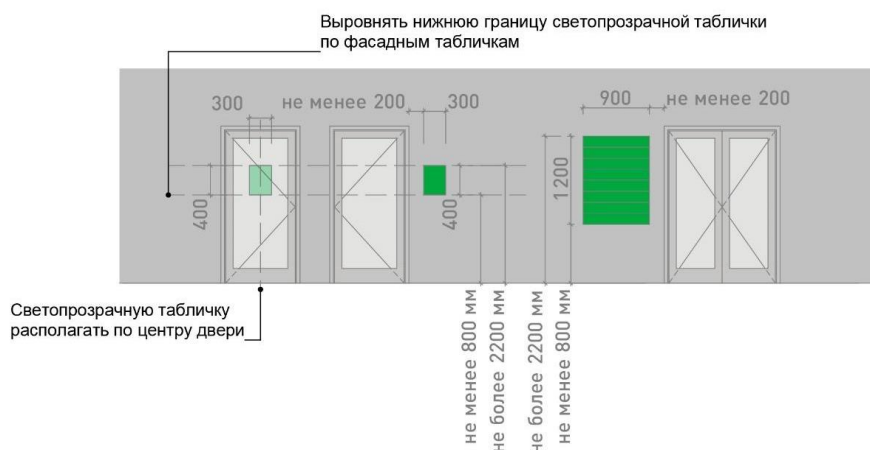 Выровнять нижнюю границу светопрозрачной таблички
по фасадным табличкам
300
не менее 200
300
900
не менее 200
400
400
1200
Светопрозрачную табличку
располагать по центру двери
не менее 800 мм
не более 2200 мм
не более 2200 мм
не менее 800 мм